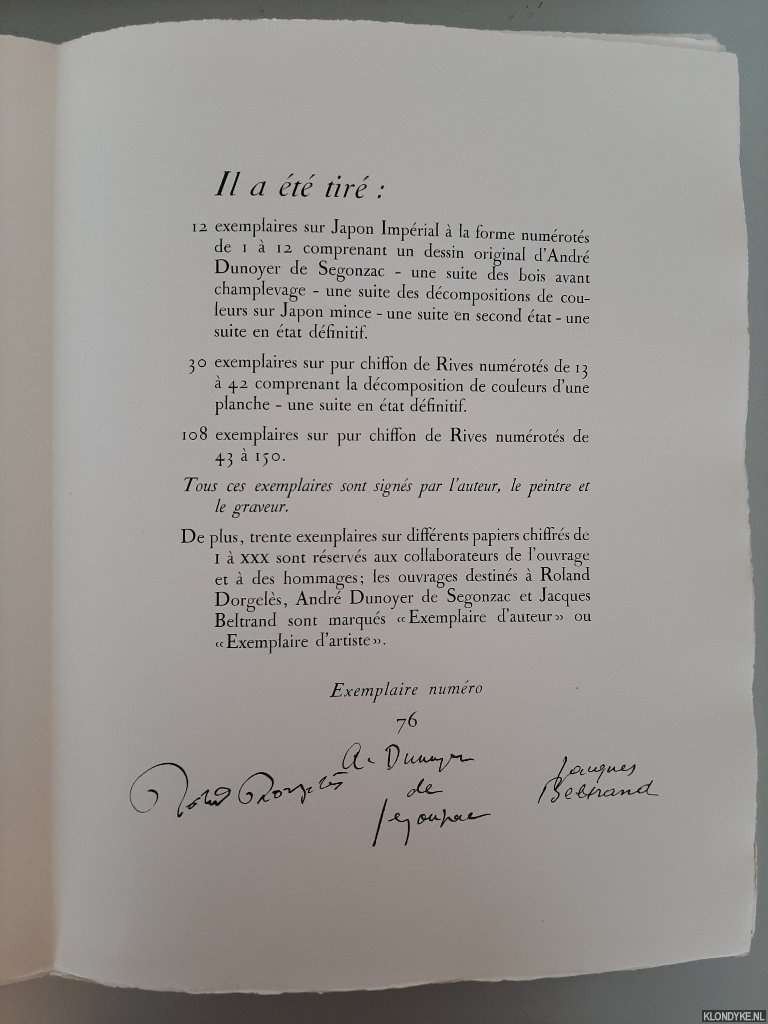 Il a été tiré :
12 exemplaires sur Japon Impérial à la forme numérotés
de 1 à 12 comprenant un dessin original d'André
Dunoyer de Segonzac - une suite des bois avant
champlevage - une suite des décompositions de cou-
leurs sur Japon mince - une suite en second état - une
suite en état définitif.
30 exemplaires sur pur chiffon de Rives numérotés de 13
à 42 comprenant la décomposition de couleurs d'une
planche - une suite en état définitif.
108 exemplaires sur pur chiffon de Rives numérotés de
43 à 150.
Tous ces exemplaires sont signés par l'auteur, le peintre et
le graveur.
De plus, trente exemplaires sur différents papiers chiffrés de
I à XXX sont réservés aux collaborateurs de l'ouvrage
et à des hommages; les ouvrages destinés à Roland
Dorgelès, André Dunoyer de Segonzac et Jacques
Beltrand sont marqués «Exemplaire d'auteur» ou
«Exemplaire d'artiste».
Exemplaire numéro
76
Roland Dorgelès
A. Dunoyer
de
Segonzac
Jacques
Beltrand
KLONDYKE.NL